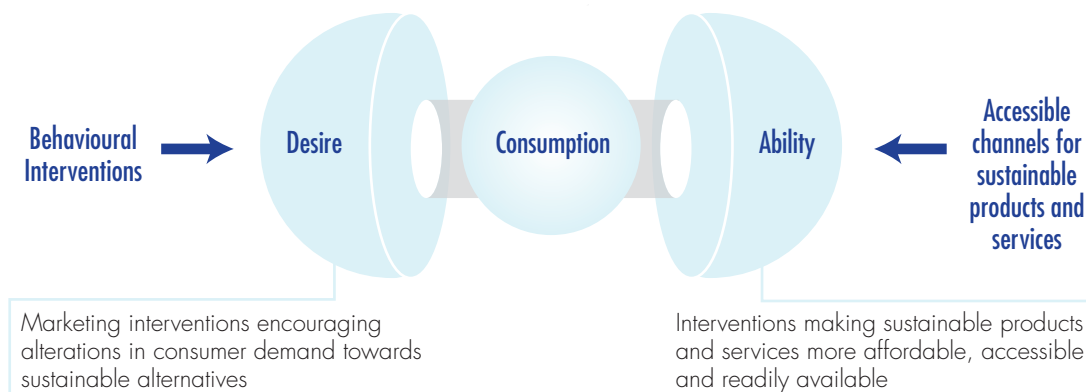 Behavioural
Interventions
Desire
Consumption
Ability
Accessible
channels for
sustainable
products and
services
Marketing interventions encouraging
alterations in consumer demand towards
sustainable alternatives
Interventions making sustainable products
and services more affordable, accessible
and readily available